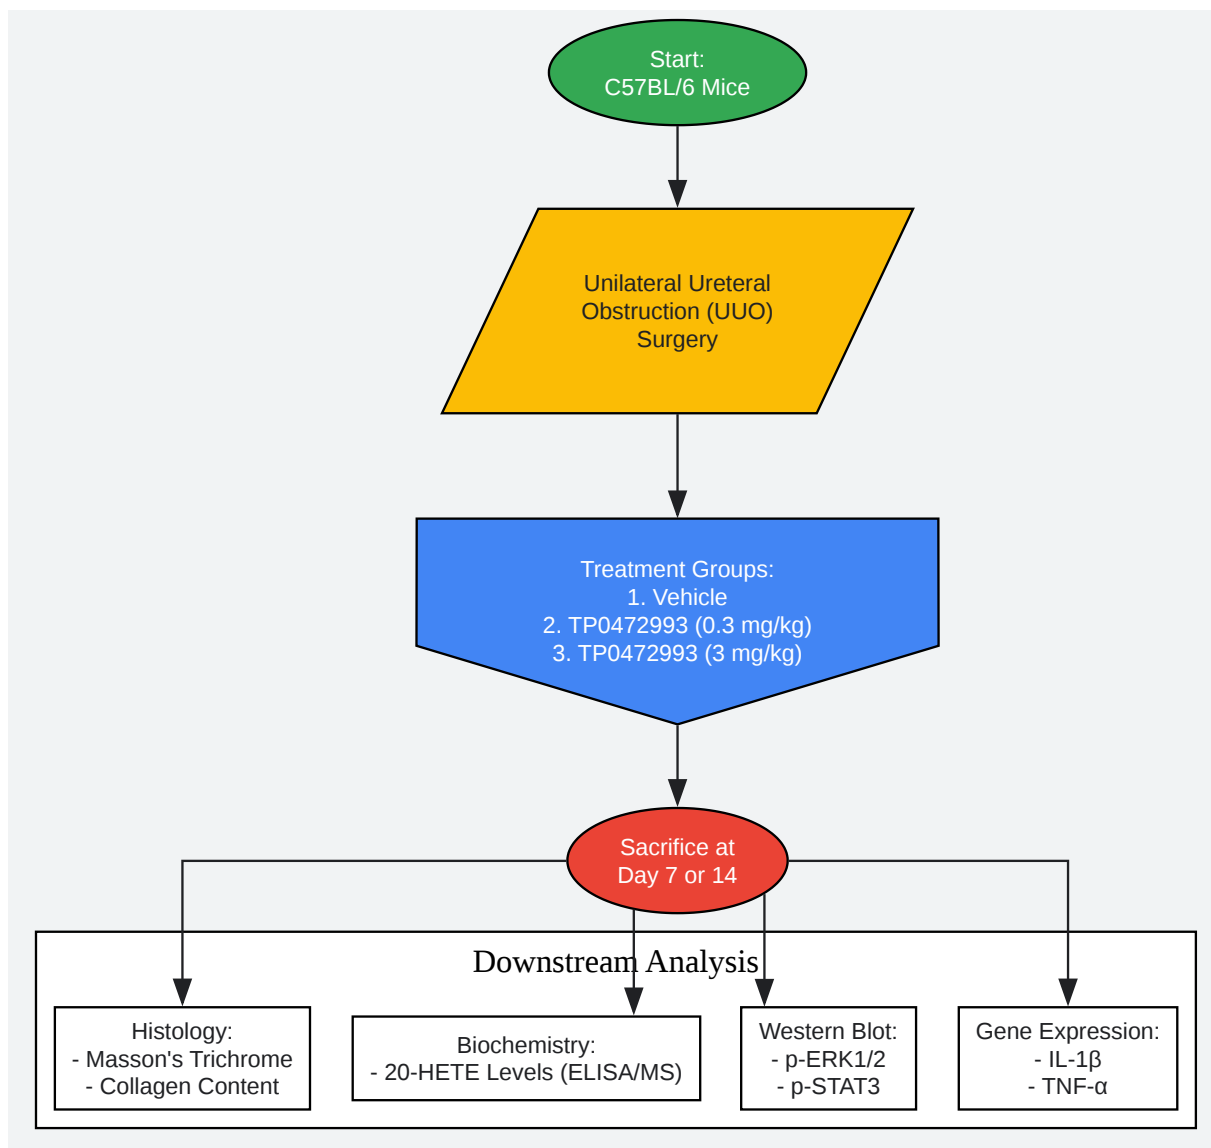 Start:
C57BL/6 Mice
Unilateral Ureteral
Obstruction (UUO)
Surgery
Treatment Groups:
1. Vehicle
2. TP0472993 (0.3 mg/kg)
3. TP0472993 (3 mg/kg)
Sacrifice at
Day 7 or 14
Downstream Analysis
Histology:
- Masson's Trichrome
- Collagen Content
Biochemistry:
- 20-HETE Levels (ELISA/MS)
Western Blot:
- p-ERK1/2
- p-STAT3
Gene Expression:
- IL-1β
- TNF-α